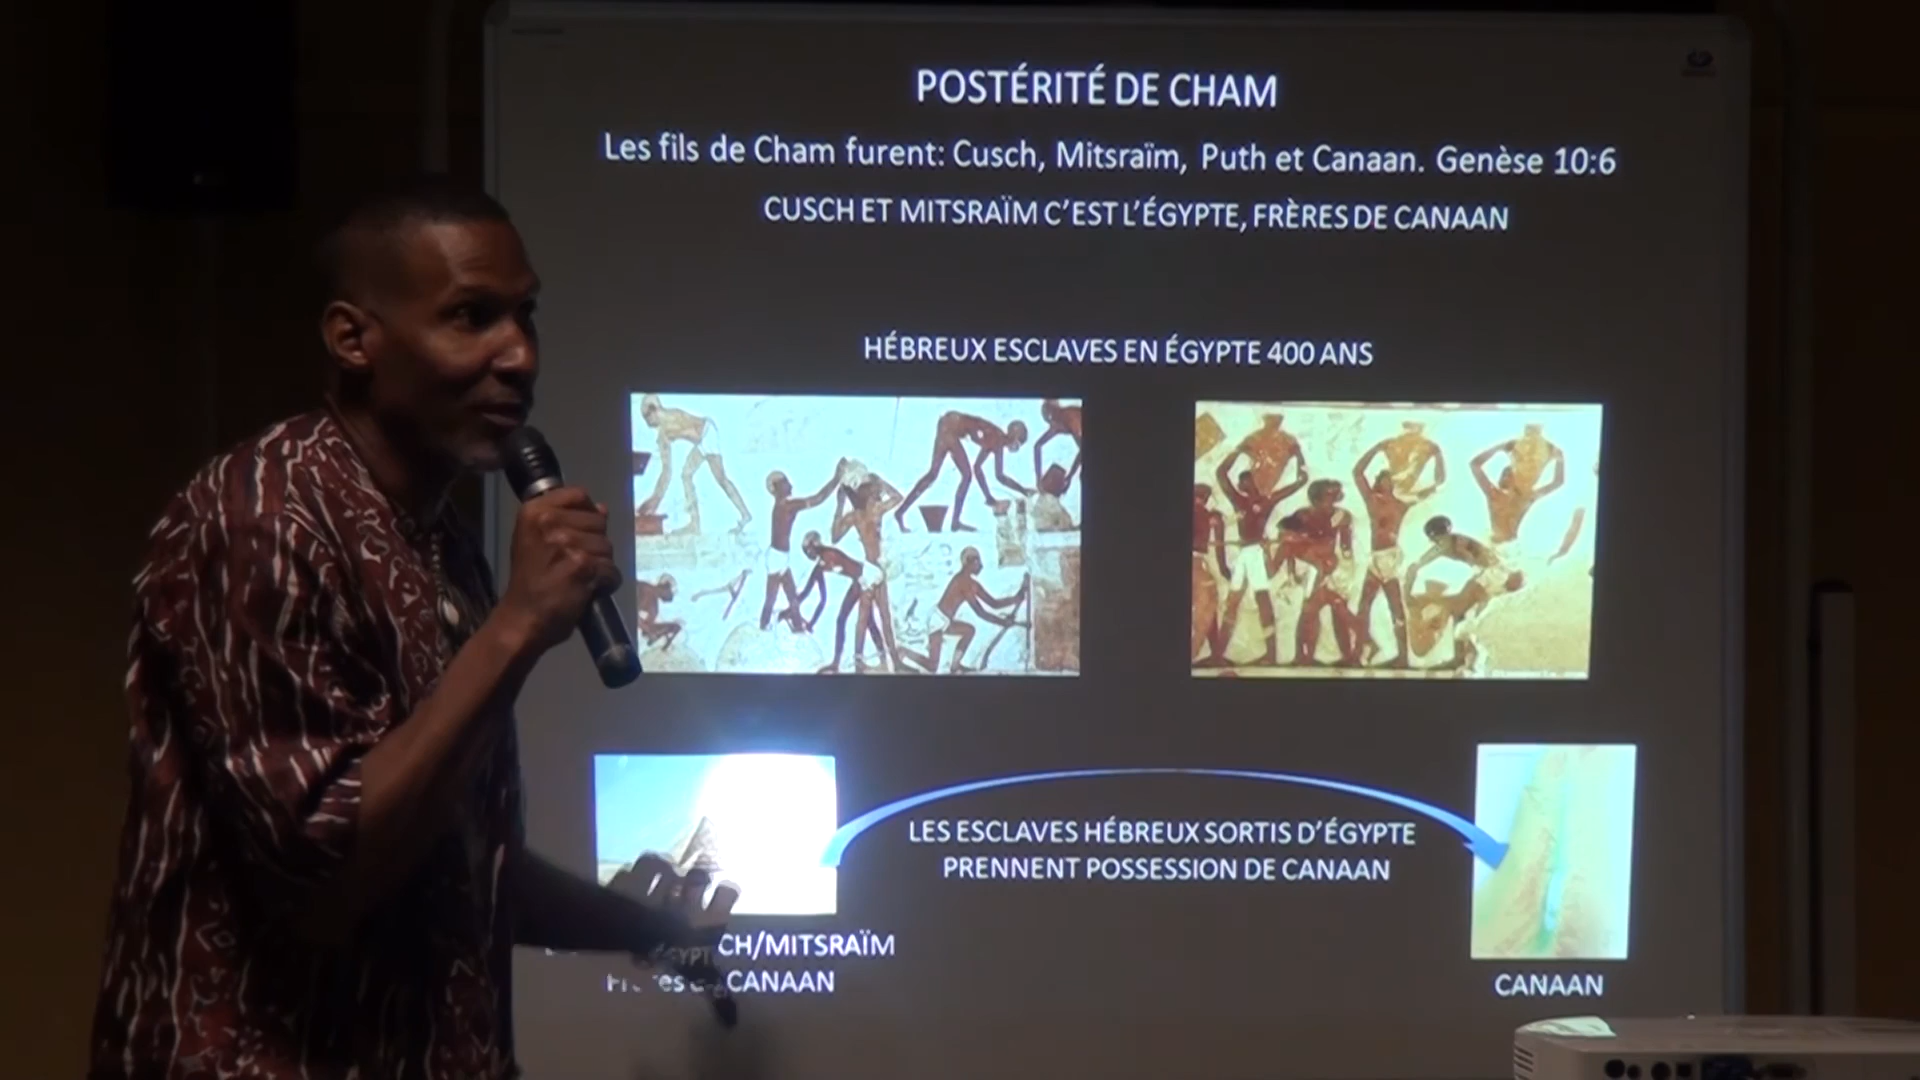 POSTÉRITÉ DE CHAM
Les fils de Cham furent: Cusch, Mitsraïm, Puth et Canaan. Genèse 10:6
CUSCH ET MITSRAÏM C'EST L'ÉGYPTE, FRÈRES DE CANAAN
HÉBREUX ESCLAVES EN ÉGYPTE 400 ANS
LES ESCLAVES HÉBREUX SORTIS D'ÉGYPTE
PRENNENT POSSESSION DE CANAAN
CH/MITSRAÏM
CANAAN
CANAAN